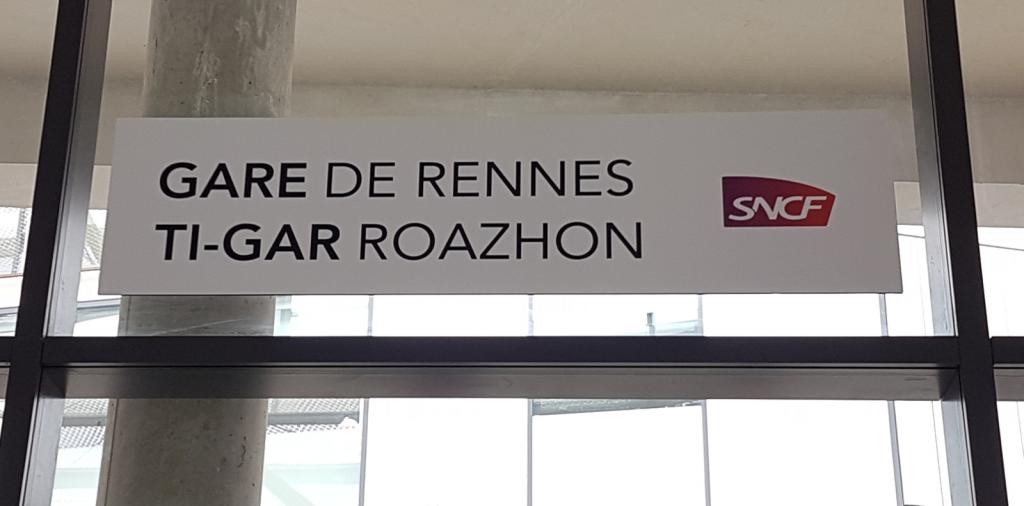 GARE DE RENNES
TI-GAR ROAZHON
SNCF